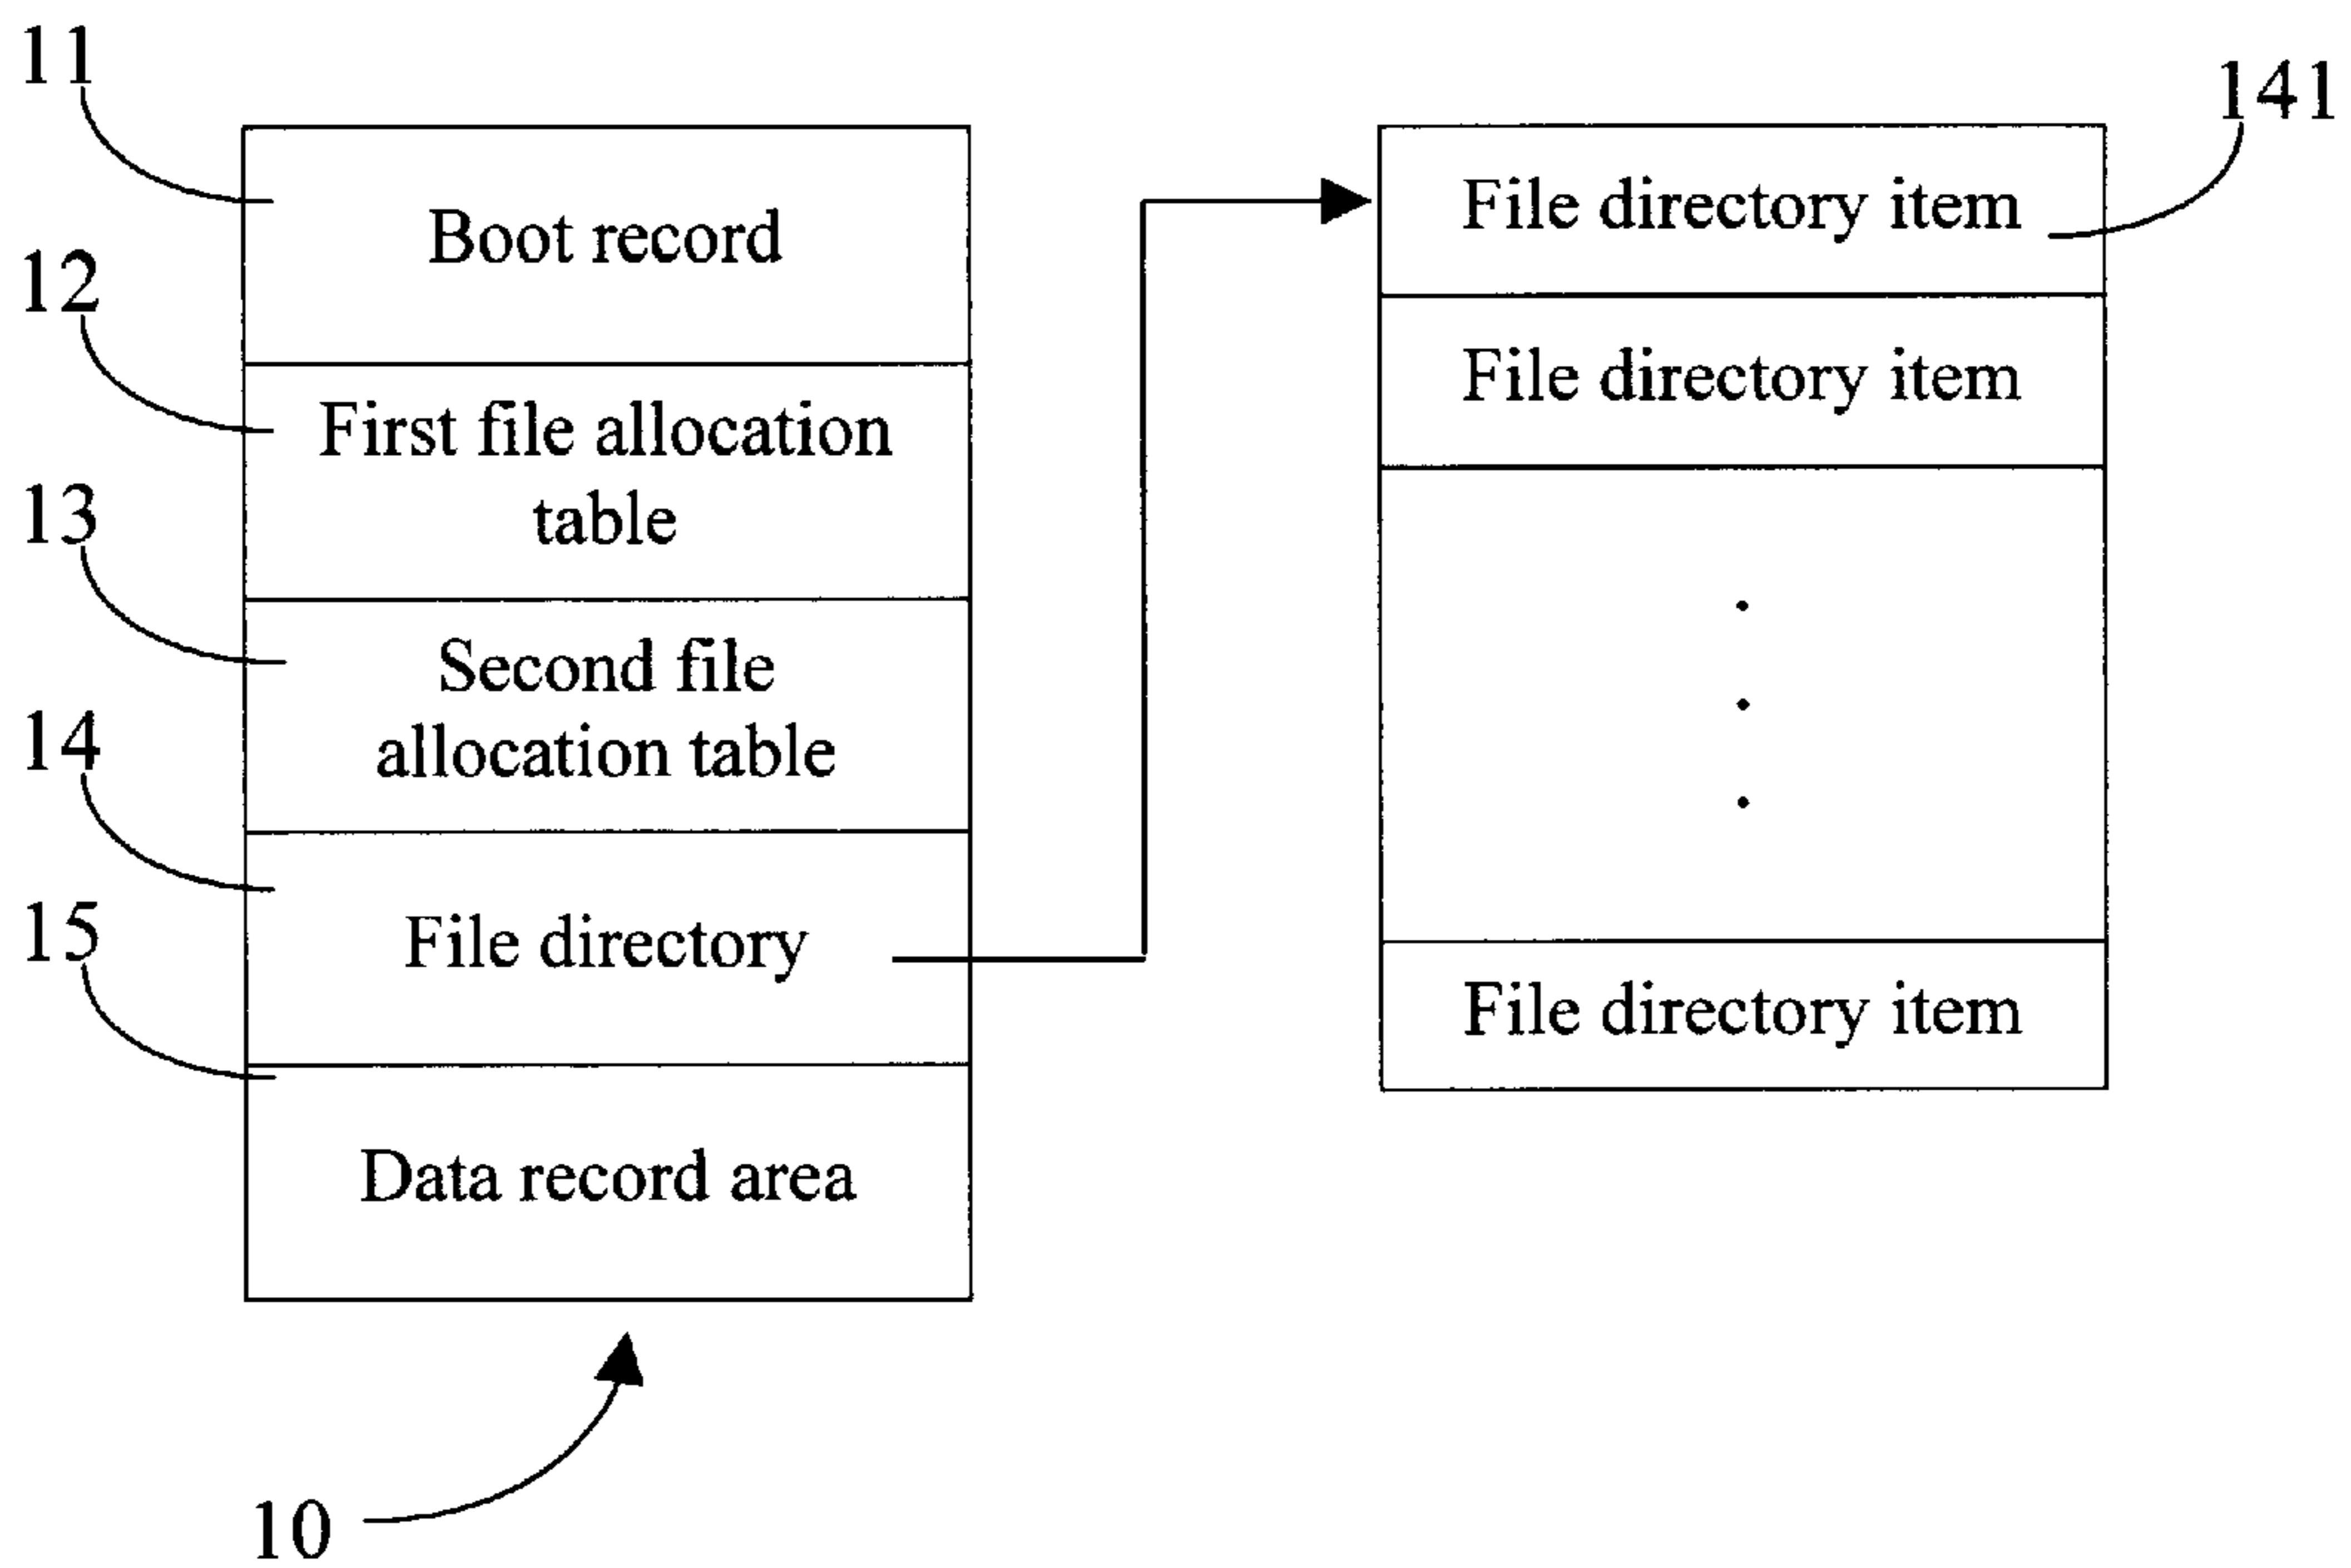 11
Boot record
12
First file allocation
table
13
Second file
allocation table
14
File directory
15
Data record area
10
141
File directory item
File directory item
File directory item